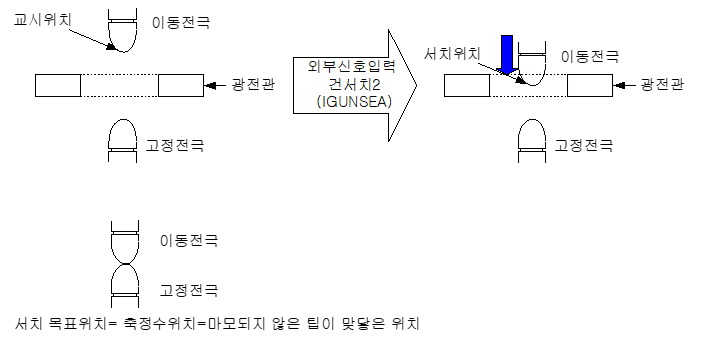 교시위치
이동전극
광전관
고정전극
외부신호입력
건서치2
(IGUNSEA)
서치위치
이동전극
광전관
고정전극
이동전극
고정전극
서치 목표위치= 축정수위치=마모되지 않은 팁이 맞닿은 위치